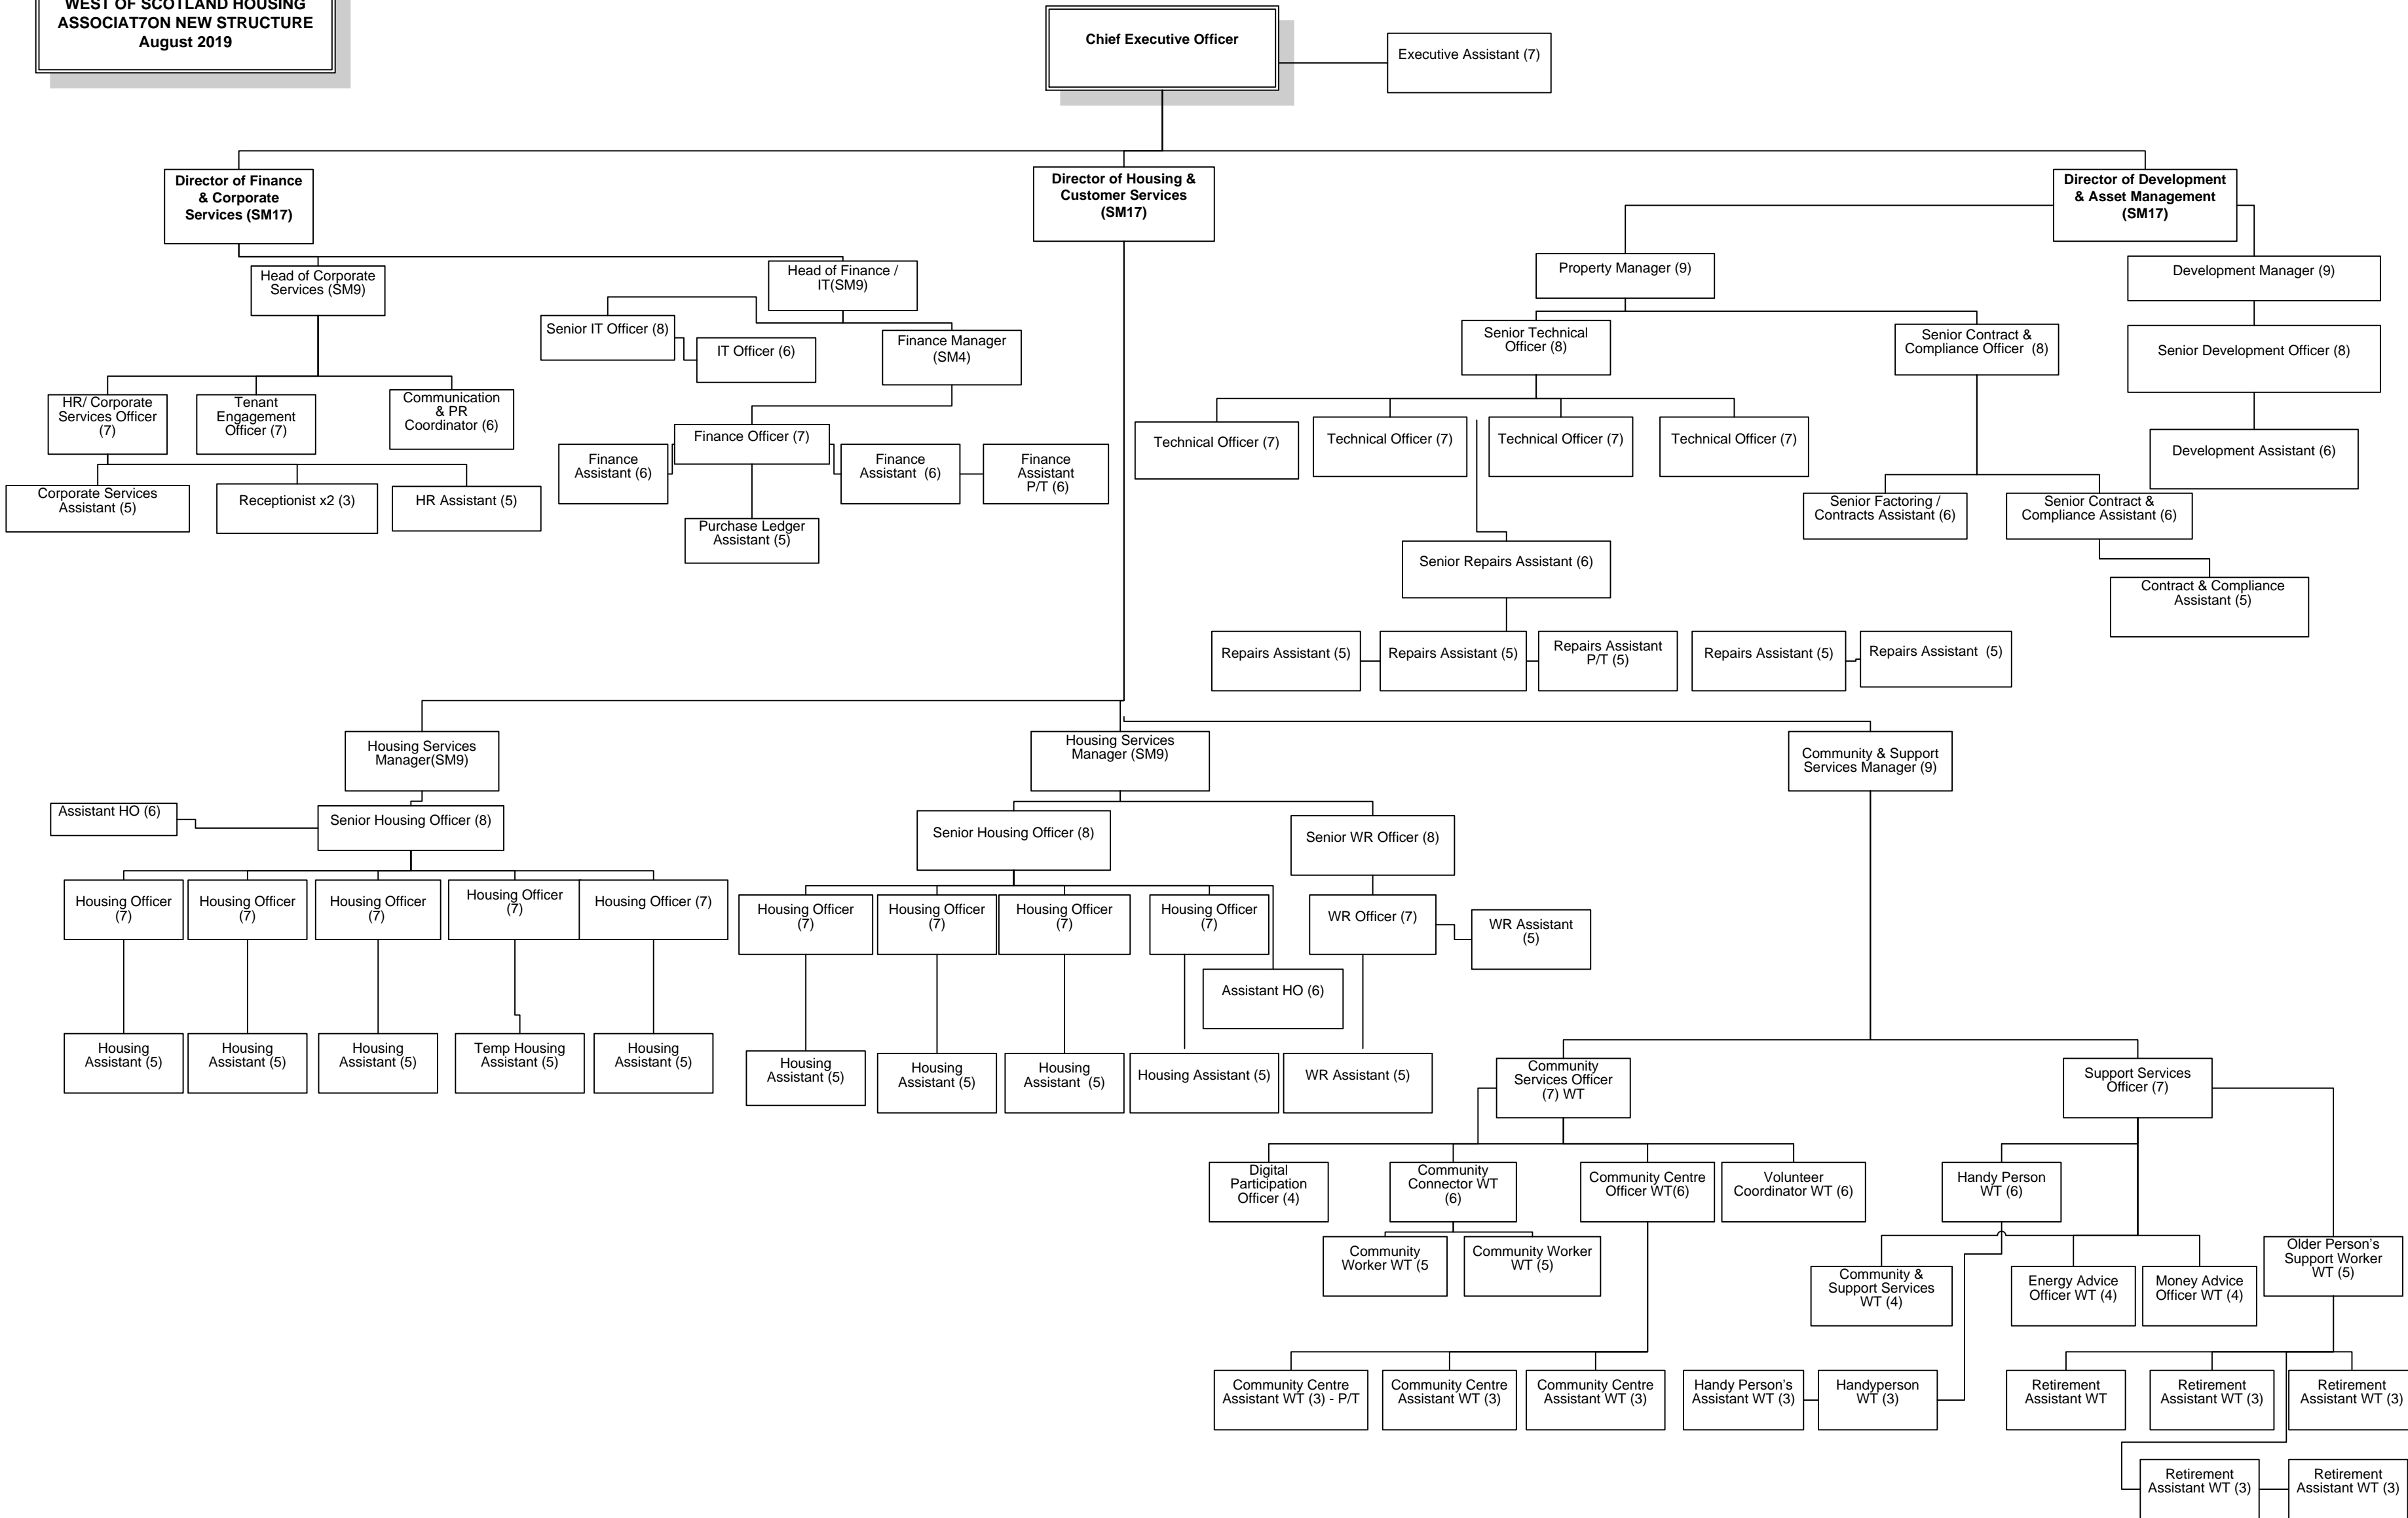 WEST OF SCOTLAND HOUSING
ASSOCIAT7ON NEW STRUCTURE
August 2019
Chief Executive Officer
Executive Assistant (7)
Director of Finance
& Corporate
Services (SM17)
Director of Housing &
Customer Services
(SM17)
Director of Development
& Asset Management
(SM17)
Head of Corporate
Services (SM9)
Head of Finance /
IT(SM9)
Property Manager (9)
Development Manager (9)
Senior IT Officer (8)
IT Officer (6)
Finance Manager
(SM4)
Senior Technical
Officer (8)
Senior Contract &
Compliance Officer  (8)
Senior Development Officer (8)
HR/ Corporate
Services Officer
(7)
Tenant
Engagement
Officer (7)
Communication
& PR
Coordinator (6)
Finance Officer (7)
Finance
Assistant (6)
Finance
Assistant  (6)
Finance
Assistant
P/T (6)
Technical Officer (7)
Technical Officer (7)
Technical Officer (7)
Technical Officer (7)
Development Assistant (6)
Corporate Services
Assistant (5)
Receptionist x2 (3)
HR Assistant (5)
Purchase Ledger
Assistant (5)
Senior Factoring /
Contracts Assistant (6)
Senior Contract &
Compliance Assistant (6)
Senior Repairs Assistant (6)
Contract & Compliance
Assistant (5)
Repairs Assistant (5)
Repairs Assistant (5)
Repairs Assistant
P/T (5)
Repairs Assistant (5)
Repairs Assistant  (5)
Housing Services
Manager(SM9)
Housing Services
Manager (SM9)
Community & Support
Services Manager (9)
Assistant HO (6)
Senior Housing Officer (8)
Senior Housing Officer (8)
Senior WR Officer (8)
Housing Officer
(7)
Housing Officer
(7)
Housing Officer
(7)
Housing Officer
(7)
Housing Officer (7)
Housing Officer
(7)
Housing Officer
(7)
Housing Officer
(7)
Housing Officer
(7)
WR Officer (7)
WR Assistant
(5)
Assistant HO (6)
Housing
Assistant (5)
Housing
Assistant (5)
Housing
Assistant (5)
Temp Housing
Assistant (5)
Housing
Assistant (5)
Housing
Assistant (5)
Housing
Assistant (5)
Housing
Assistant  (5)
Housing Assistant (5)
WR Assistant (5)
Community
Services Officer
(7) WT
Support Services
Officer (7)
Digital
Participation
Officer (4)
Community
Connector WT
(6)
Community Centre
Officer WT(6)
Volunteer
Coordinator WT (6)
Handy Person
WT (6)
Community
Worker WT (5
Community Worker
WT (5)
Older Person's
Support Worker
WT (5)
Community &
Support Services
WT (4)
Energy Advice
Officer WT (4)
Money Advice
Officer WT (4)
Community Centre
Assistant WT (3) - P/T
Community Centre
Assistant WT (3)
Community Centre
Assistant WT (3)
Handy Person's
Assistant WT (3)
Handyperson
WT (3)
Retirement
Assistant WT
Retirement
Assistant WT (3)
Retirement
Assistant WT (3)
Retirement
Assistant WT (3)
Retirement
Assistant WT (3)